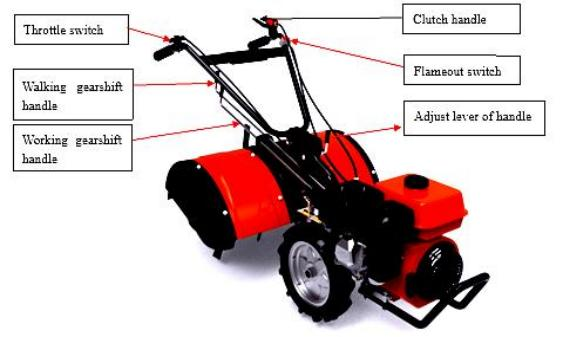 Throttle switch
Clutch handle
Flameout switch
Walking gearshift
handle
Adjust lever of handle
Working gearshift
handle